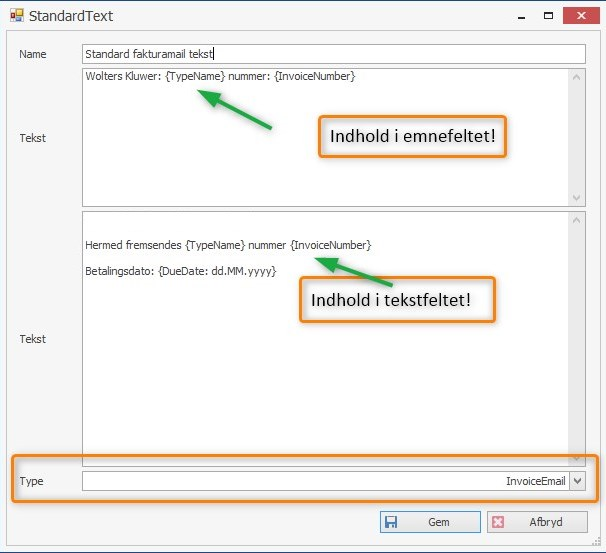 StandardText
Name
Standard fakturamail tekst
Wolters Kluwer: {TypeName} nummer: {InvoiceNumber}
Indhold i emnefeltet!
Tekst
Hermed fremsendes {TypeName} nummer {InvoiceNumber}
Betalingsdato: {DueDate: dd.MM.yyyy}
Indhold i tekstfeltet!
Tekst
Type
InvoiceEmail
Gem
Afbryd